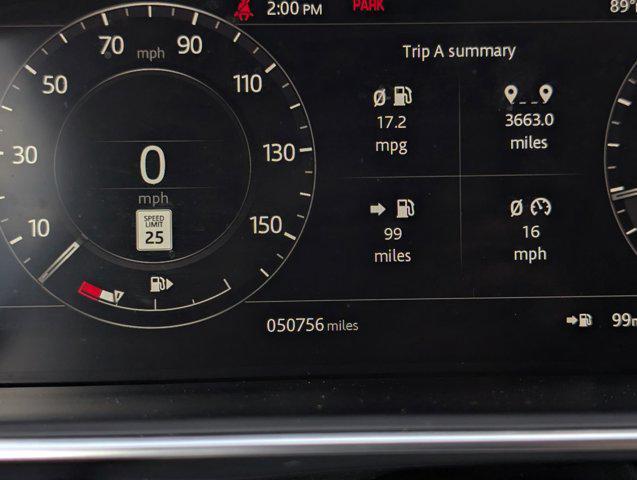 2:00 PM
PARK
89°
70
mph
90
50
110
30
0
130
mph
10
SPEED
LIMIT
25
150
Trip A summary
17.2
mpg
3663.0
miles
99
miles
16
mph
050756 miles
99